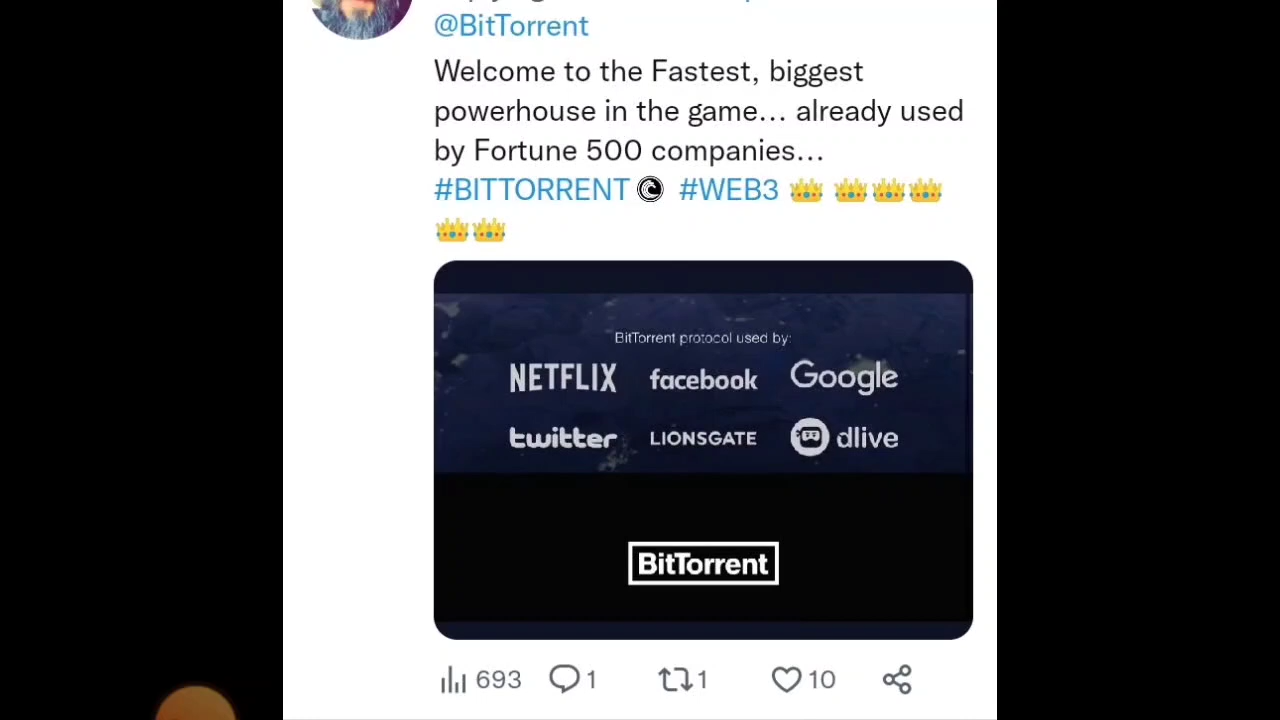 @BitTorrent
Welcome to the Fastest, biggest
powerhouse in the game... already used
by Fortune 500 companies...
#BITTORRENT #WEB3 👑 👑👑👑
👑👑
BitTorrent protocol used by:
NETFLIX facebook Google
twitter LIONSGATE dlive
BitTorrent
693 1 1 10